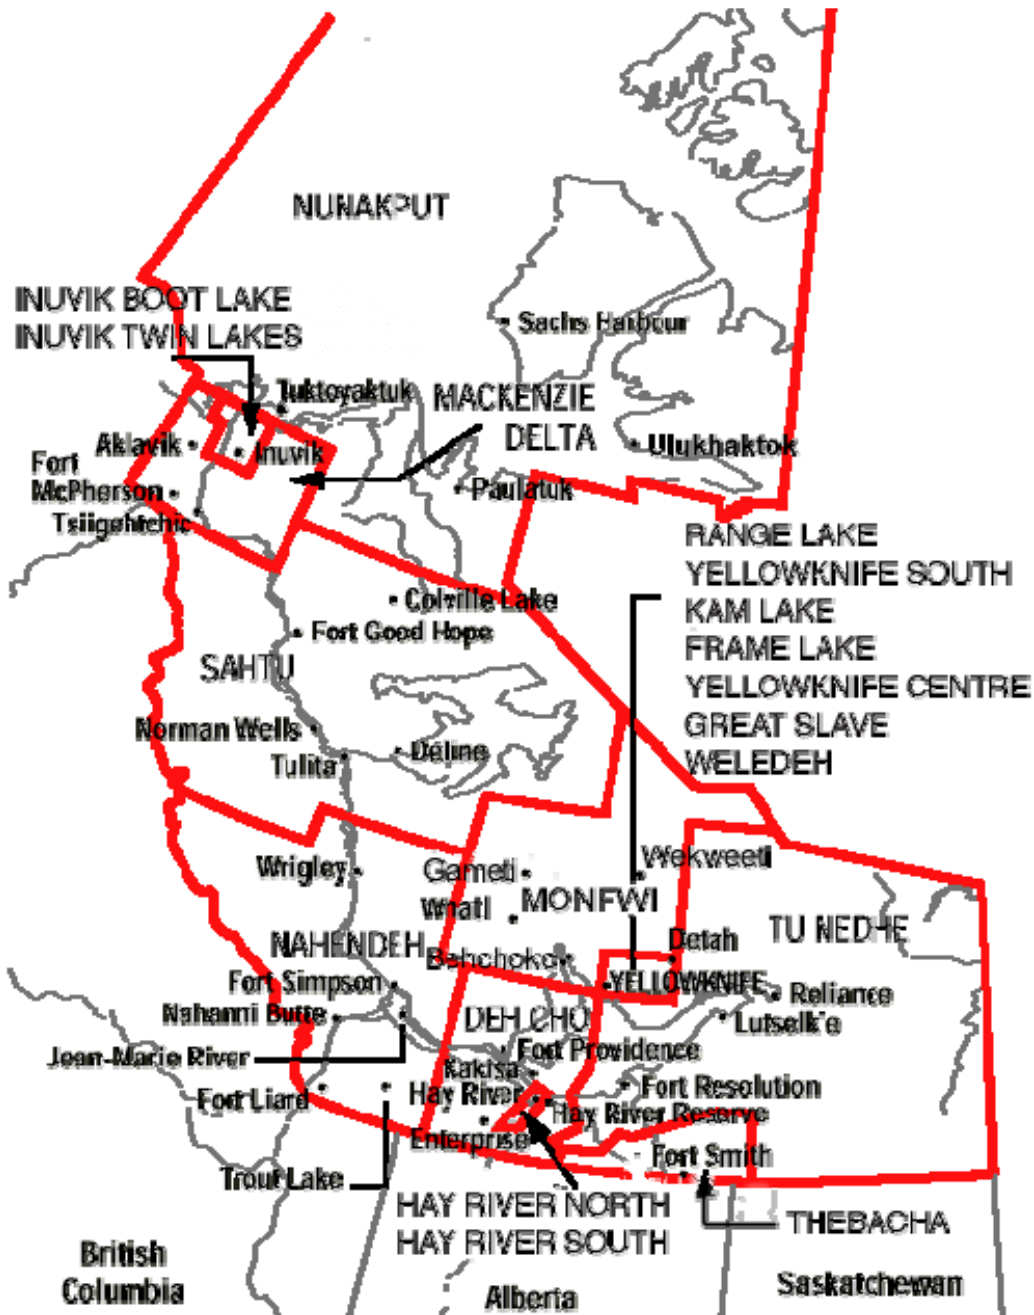 NUNAKPUT
INUVIK BOOT LAKE
INUVIK TWIN LAKES
Sachs Harbour
Tuktoyaktuk
MACKENZIE
DELTA
Aklavik
Inuvik
Ulukhaktok
Fort
McPherson
Paulatuk
Tsiigehtchic
RANGE LAKE
YELLOWKNIFE SOUTH
KAM LAKE
FRAME LAKE
YELLOWKNIFE CENTRE
GREAT SLAVE
WELEDEH
Colville Lake
Fort Good Hope
SAHTU
Norman Wells
Deline
Tulita
Wrigley
Gameti
Wekweeti
Whati
MONFWI
TU NEDHE
NAHENDEH
Behchoko
Detah
Fort Simpson
YELLOWKNIFE
Reliance
Nahanni Butte
DEH CHO
Lutselk'e
Jean-Marie River
Fort Providence
Kakisa
Fort Liard
Hay River
Fort Resolution
Hay River Reserve
Enterprise
Fort Smith
Trout Lake
HAY RIVER NORTH
HAY RIVER SOUTH
THEBACHA
British
Columbia
Alberta
Saskatchewan